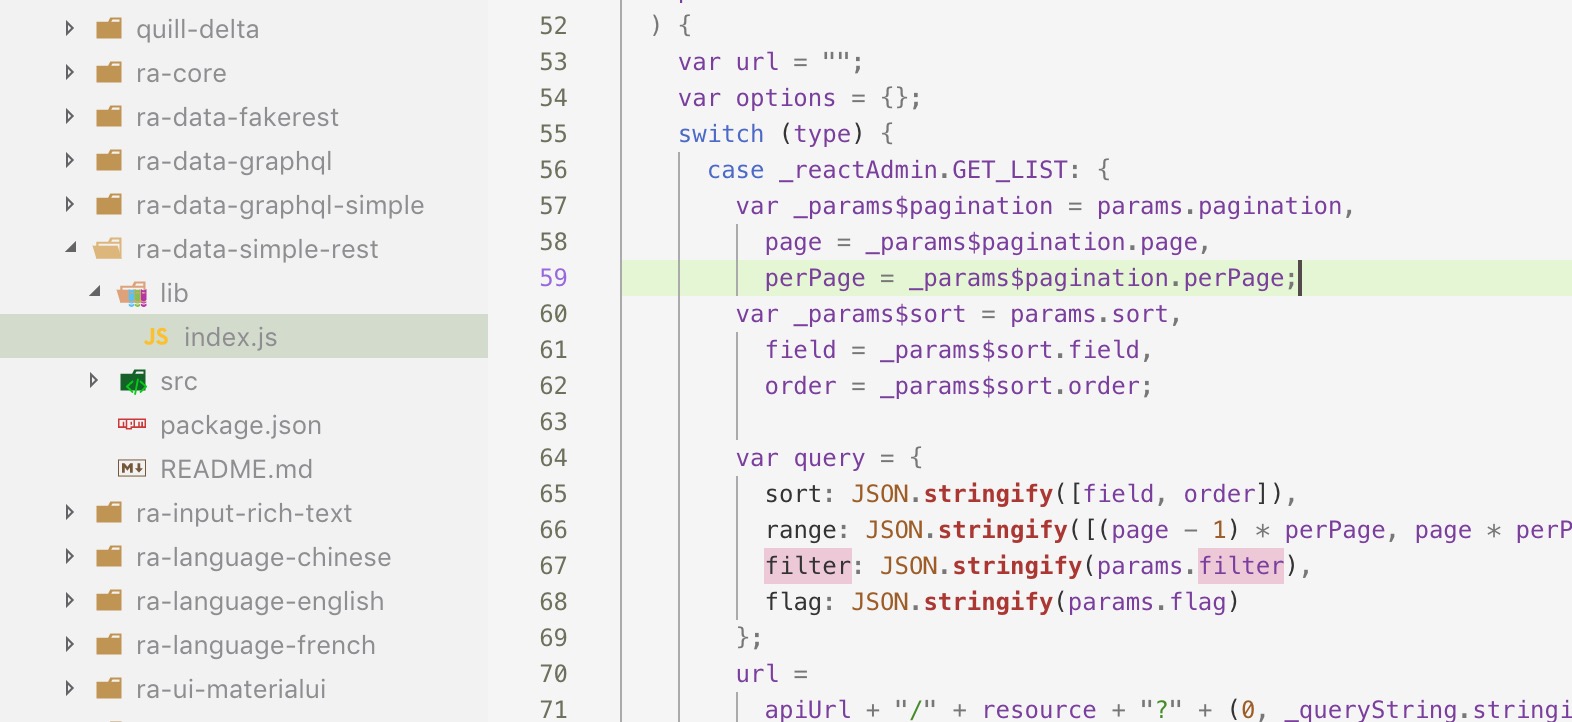 quill-delta
ra-core
ra-data-fakerest
ra-data-graphql
ra-data-graphql-simple
ra-data-simple-rest
lib
JS index.js
src
package.json
README.md
ra-input-rich-text
ra-language-chinese
ra-language-english
ra-language-french
ra-ui-materialui
52 ) {
53 var url = "";
54 var options = {};
55 switch (type) {
56 case _reactAdmin.GET_LIST: {
57 var _params$pagination = params.pagination,
58 page = _params$pagination.page,
59 perPage = _params$pagination.perPage;
60 var _params$sort = params.sort,
61 field = _params$sort.field,
62 order = _params$sort.order;
63
64 var query = {
65 sort: JSON.stringify([field, order]),
66 range: JSON.stringify([(page - 1) * perPage, page * perP
67 filter: JSON.stringify(params.filter),
68 flag: JSON.stringify(params.flag)
69 };
70 url =
71 apiUrl + "/" + resource + "?" + (0, _queryString.stringi